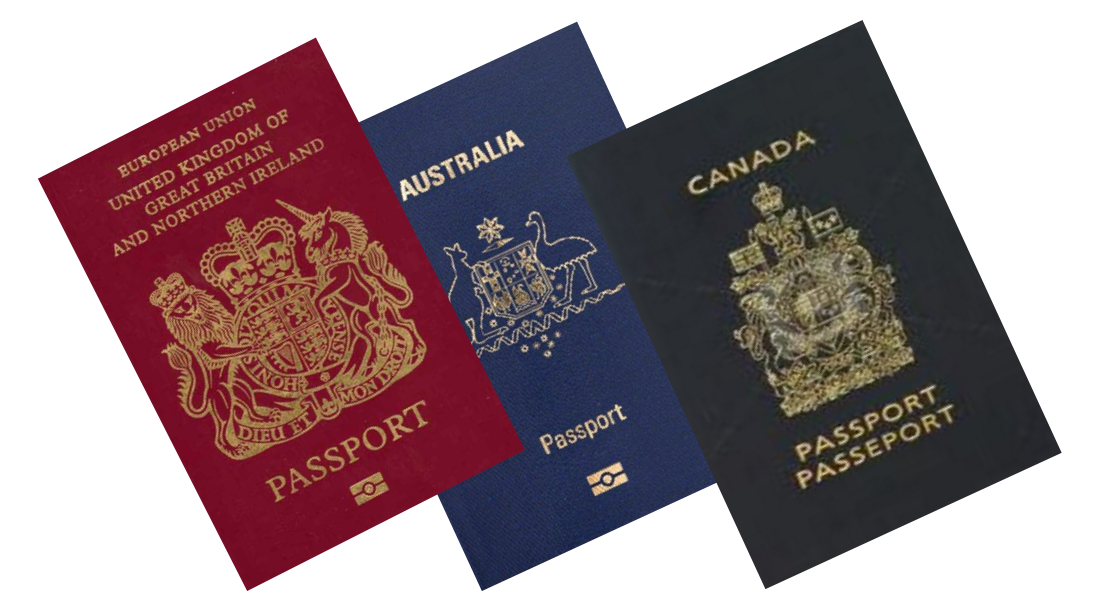 EUROPEAN UNION
UNITED KINGDOM OF
GREAT BRITAIN
AND NORTHERN IRELAND
DIEU ET MON DROIT
PASSPORT
AUSTRALIA
Passport
CANADA
PASSPORT
PASSEPORT